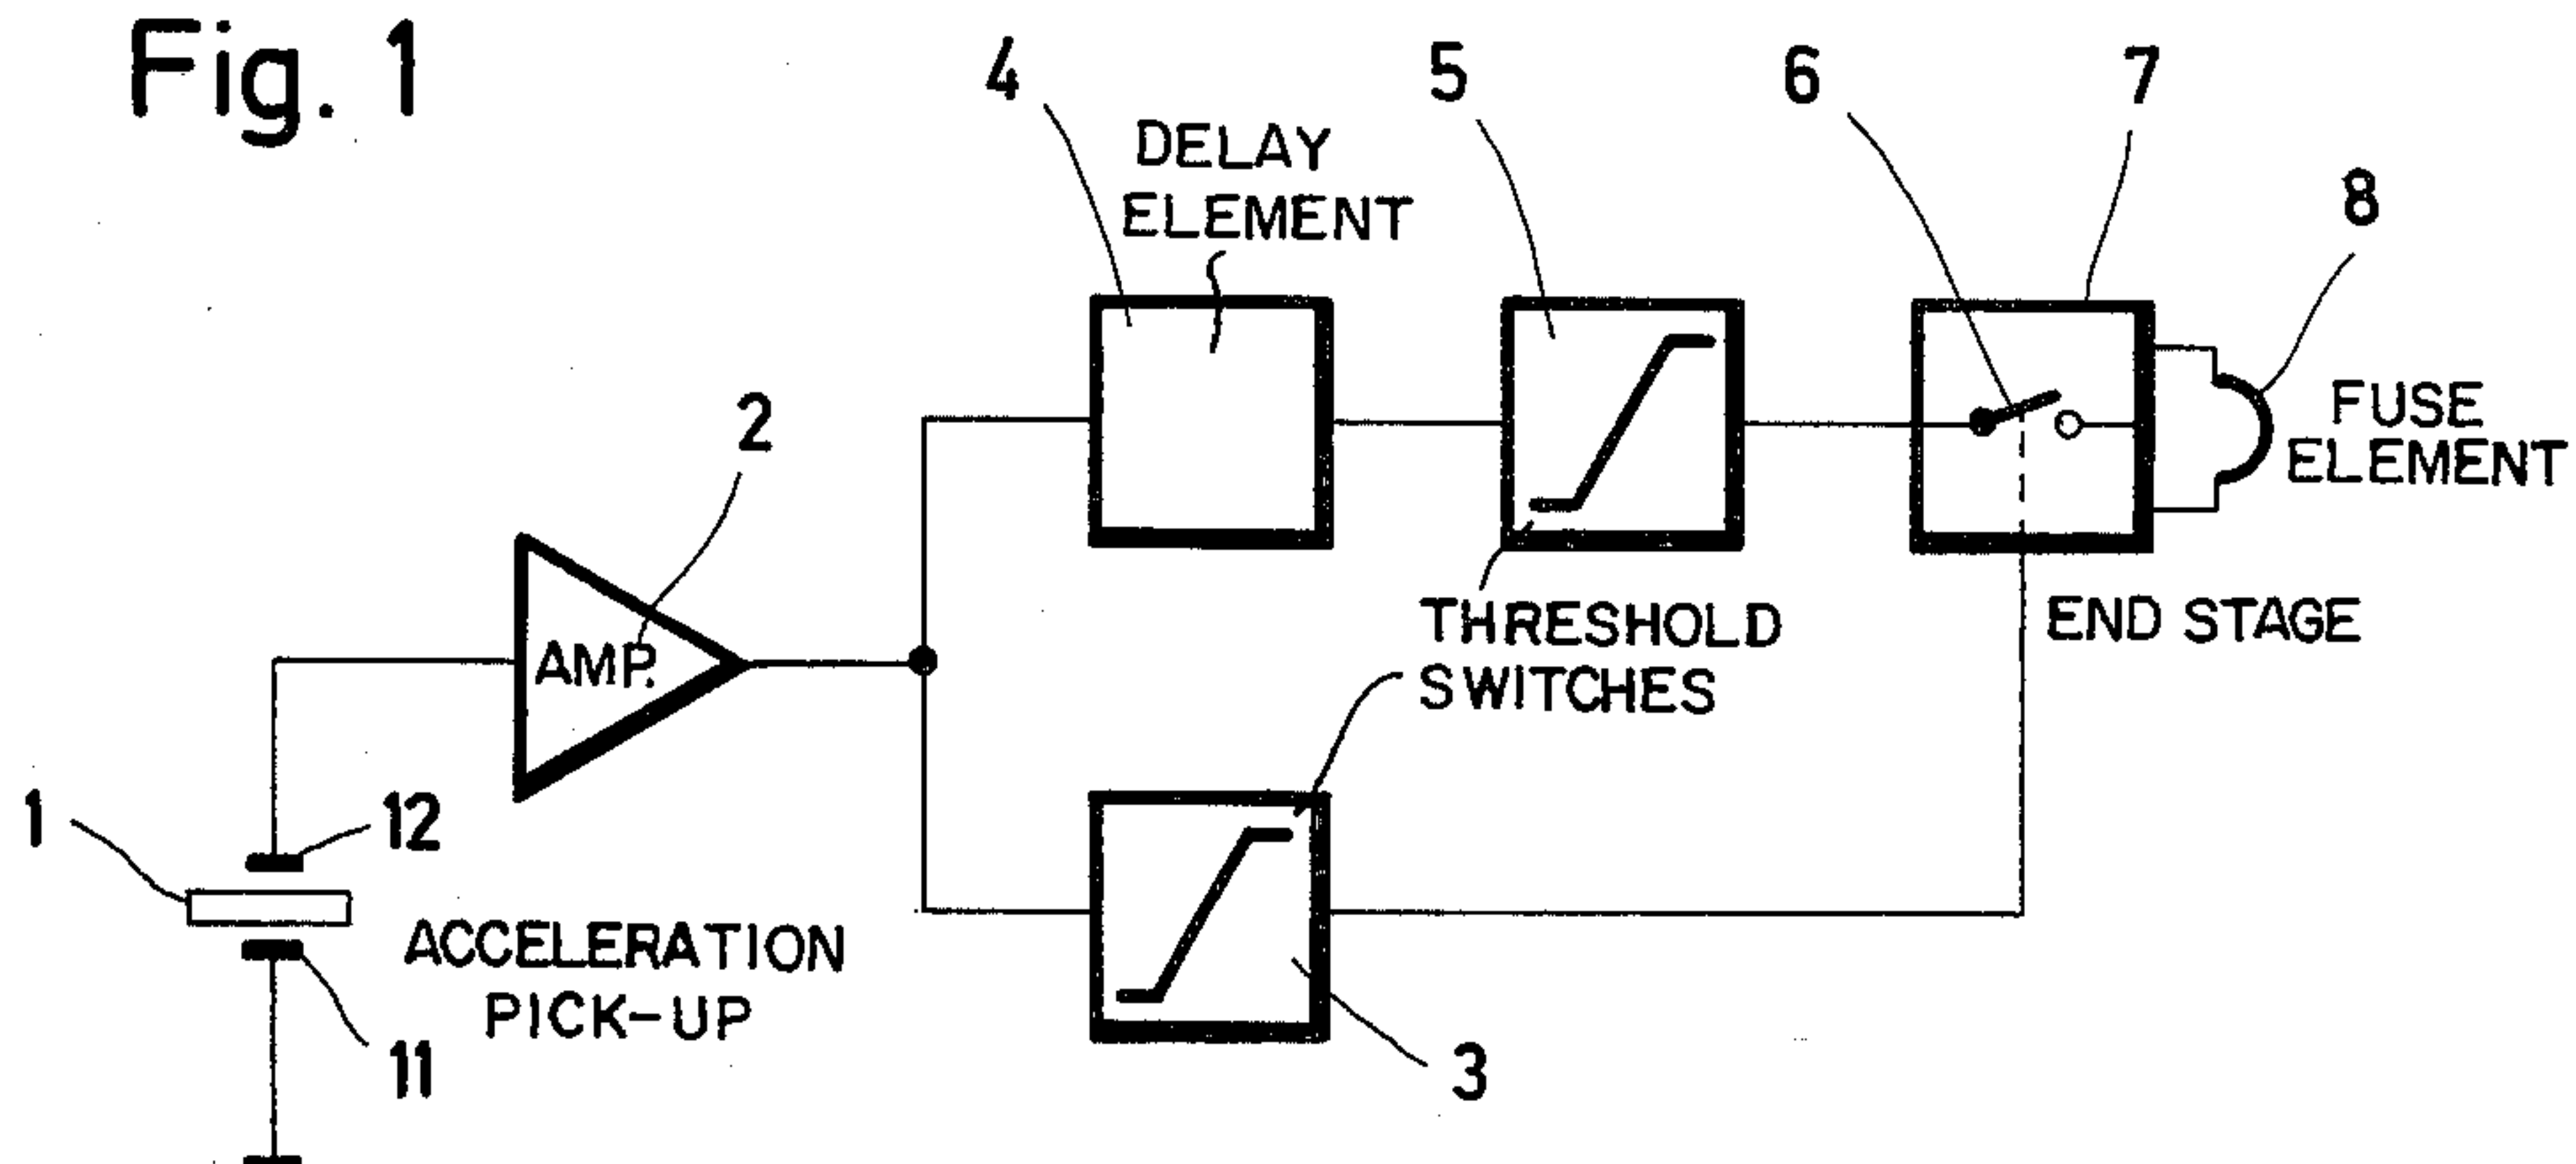 Fig. 1
4
5
6
7
DELAY
ELEMENT
8
2
FUSE
ELEMENT
AMP.
THRESHOLD
SWITCHES
END STAGE
1
12
ACCELERATION
PICK-UP
11
3